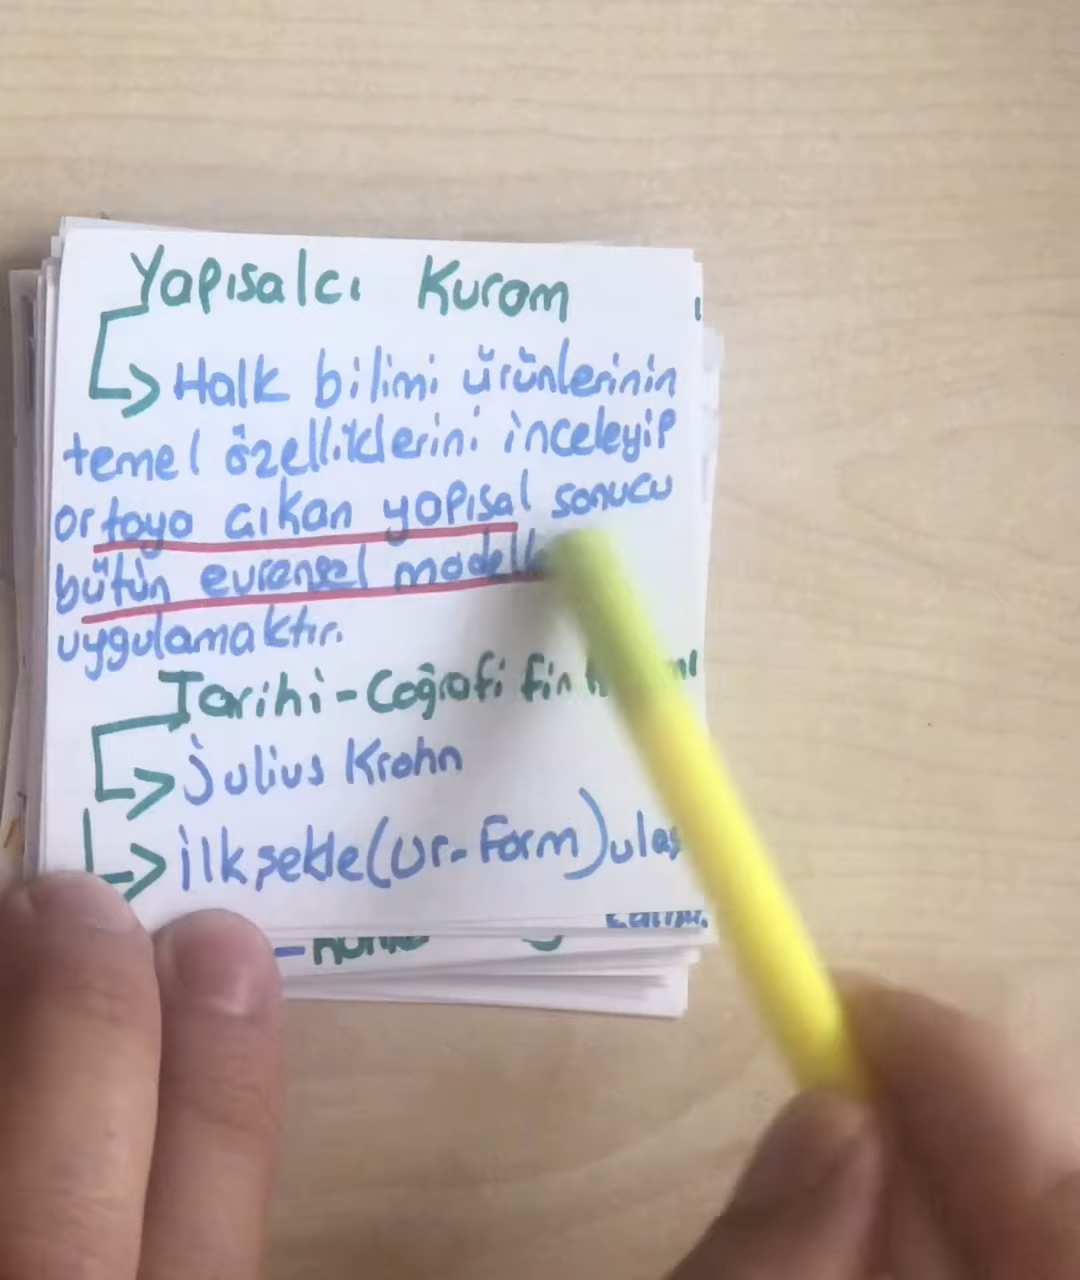 Yapısalcı Kuram
Halk bilimi ürünlerinin
temel özelliklerini inceleyip
ortaya çıkan yapısal sonucu
bütün evrensel
uygulamaktır.
Tarihi-Coğrafi fin
julius Krohn
ilk şekle (ur-Form)